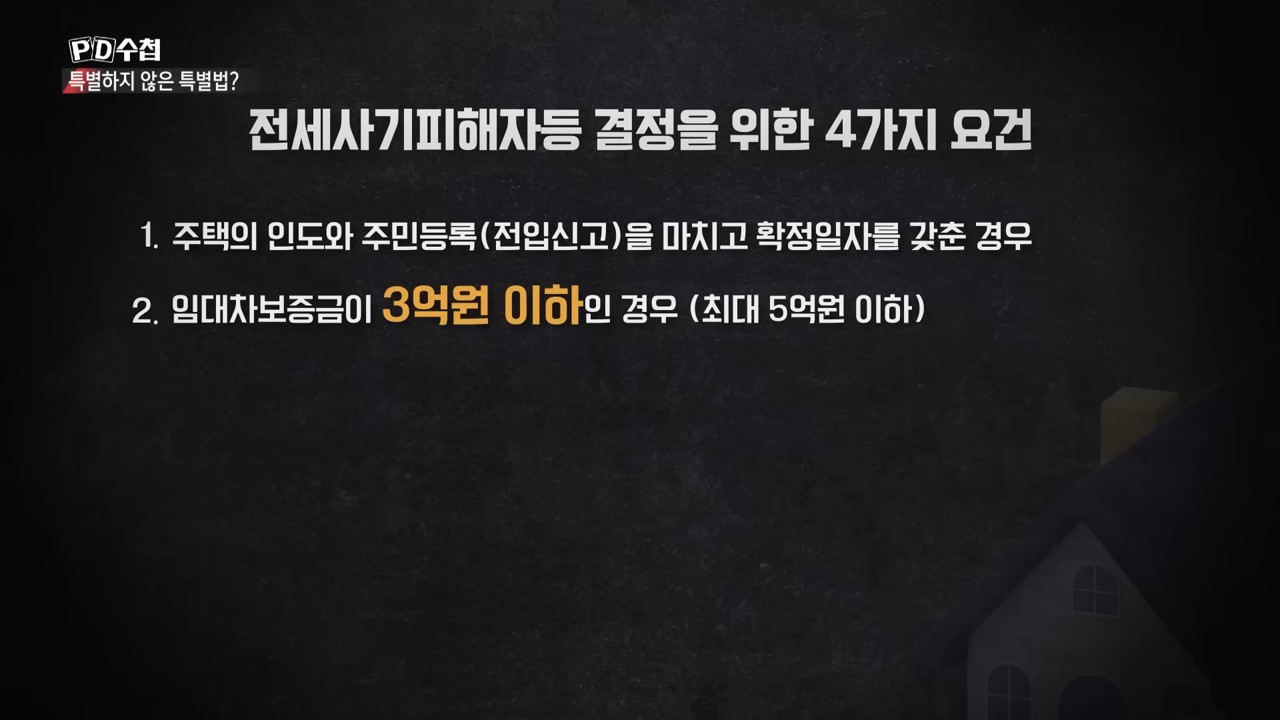 PD수첩
특별하지 않은 특별법?
전세사기피해자등 결정을 위한 4가지 요건
1. 주택의 인도와 주민등록(전입신고)을 마치고 확정일자를 갖춘 경우
2. 임대차보증금이 3억원 이하인 경우 (최대 5억원 이하)